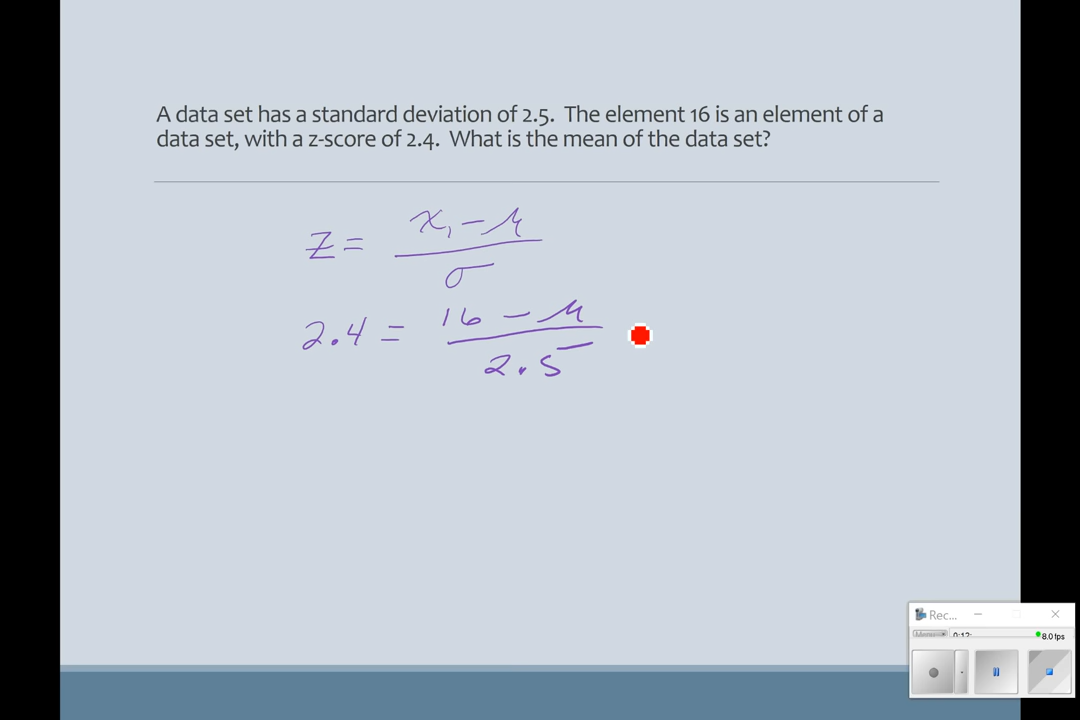 A data set has a standard deviation of 2.5. The element 16 is an element of a
data set, with a z-score of 2.4. What is the mean of the data set?
z = x₁ - μ
σ
2.4 = 16 - μ
2.5
Rec...
0:12:
8.0 fps